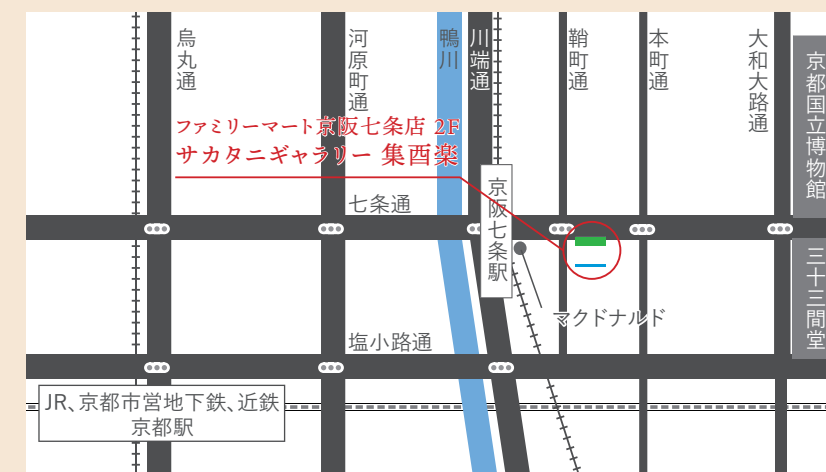 烏丸通
河原町通
鴨川
川端通
鞘町通
本町通
大和大路通
京都国立博物館
ファミリーマート京阪七条店 2F
サカタニギャラリー 集酉楽
七条通
京阪七条駅
三十三間堂
マクドナルド
塩小路通
JR、京都市営地下鉄、近鉄
京都駅